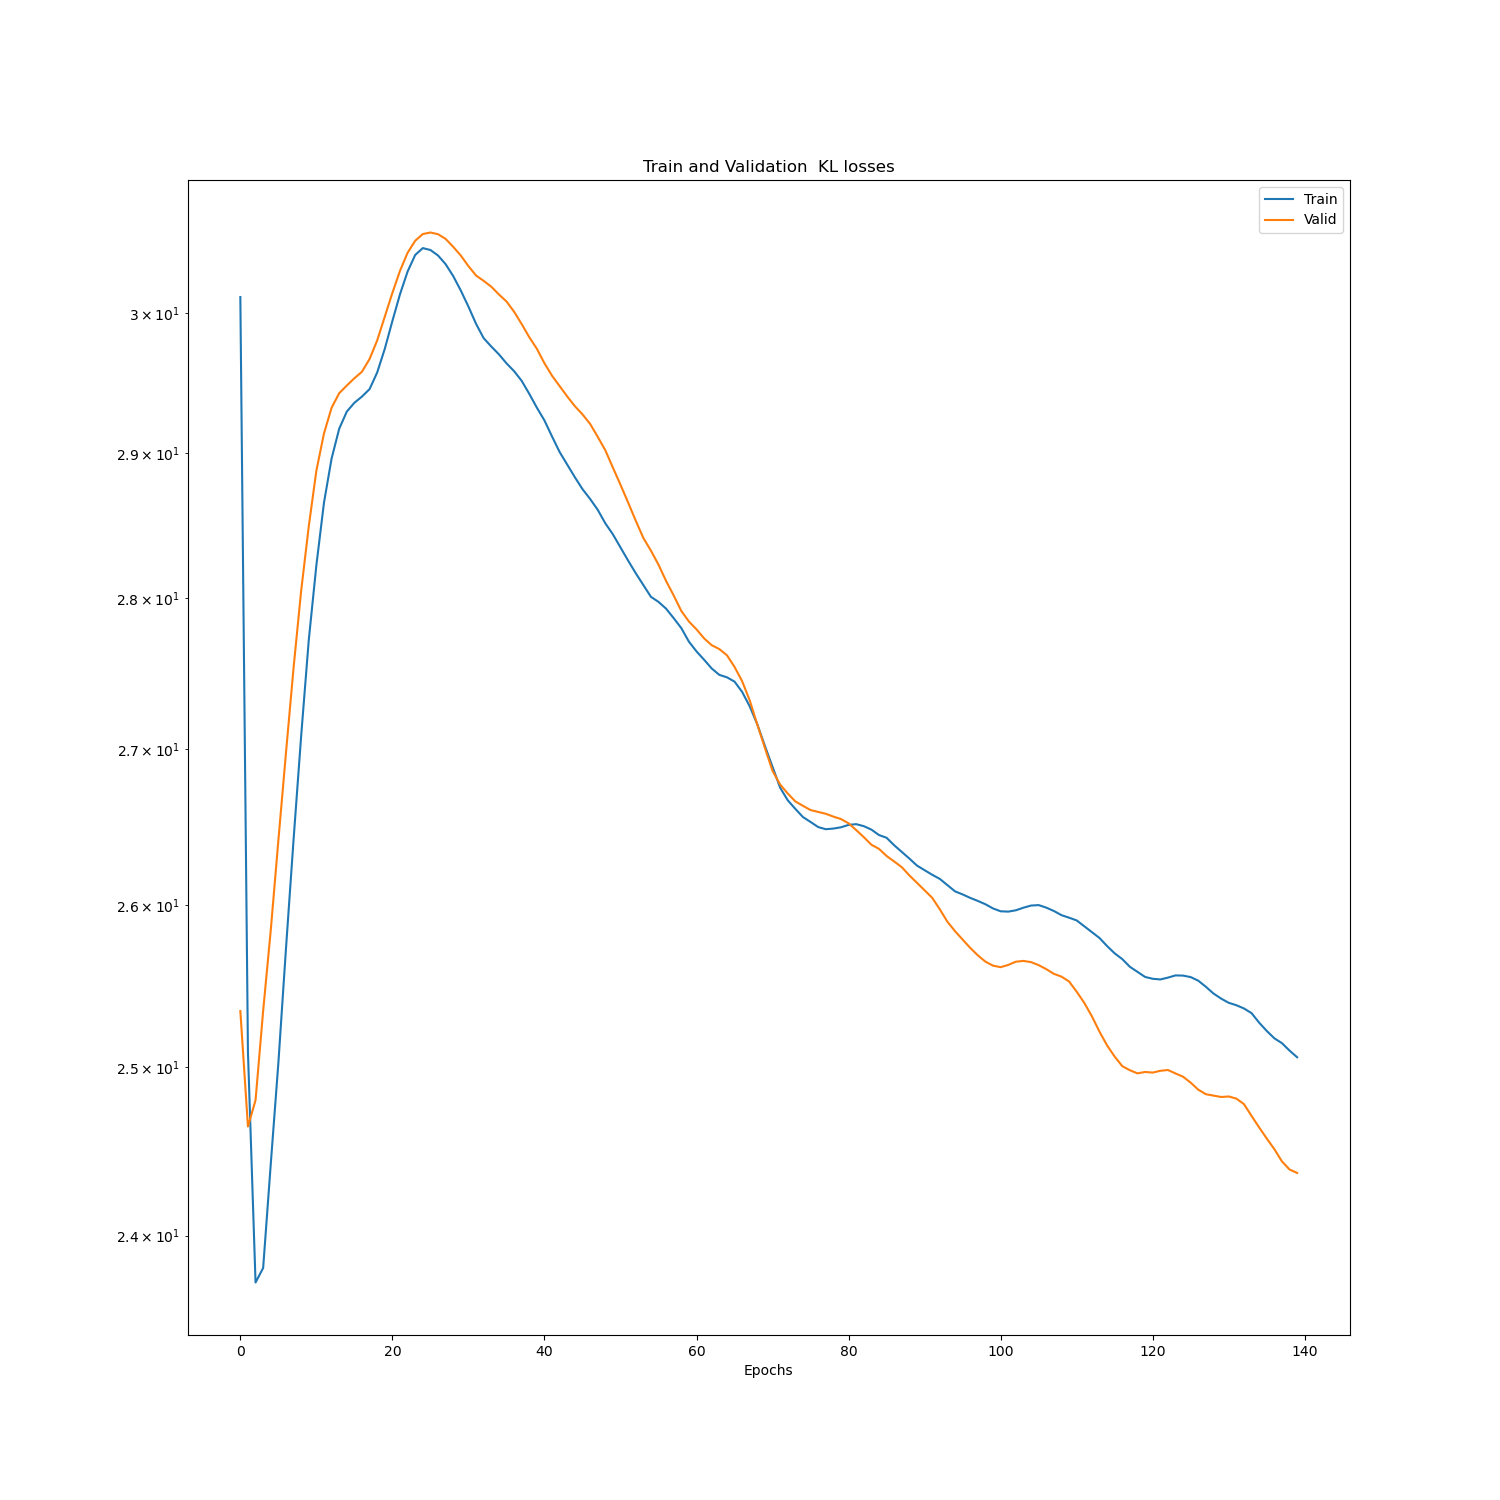 Train and Validation  KL losses
Train
Valid
3 × 10¹
2.9 × 10¹
2.8 × 10¹
2.7 × 10¹
2.6 × 10¹
2.5 × 10¹
2.4 × 10¹
0 20 40 60 80 100 120 140
Epochs